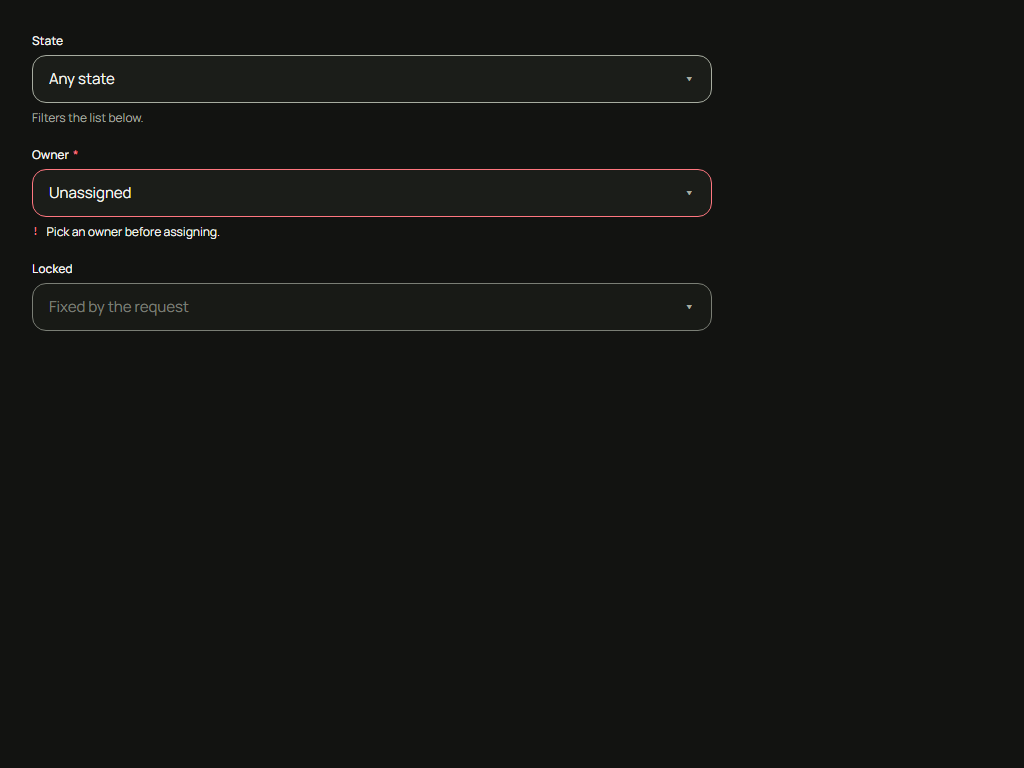 State
Any state
Filters the list below.
Owner *
Unassigned
! Pick an owner before assigning.
Locked
Fixed by the request